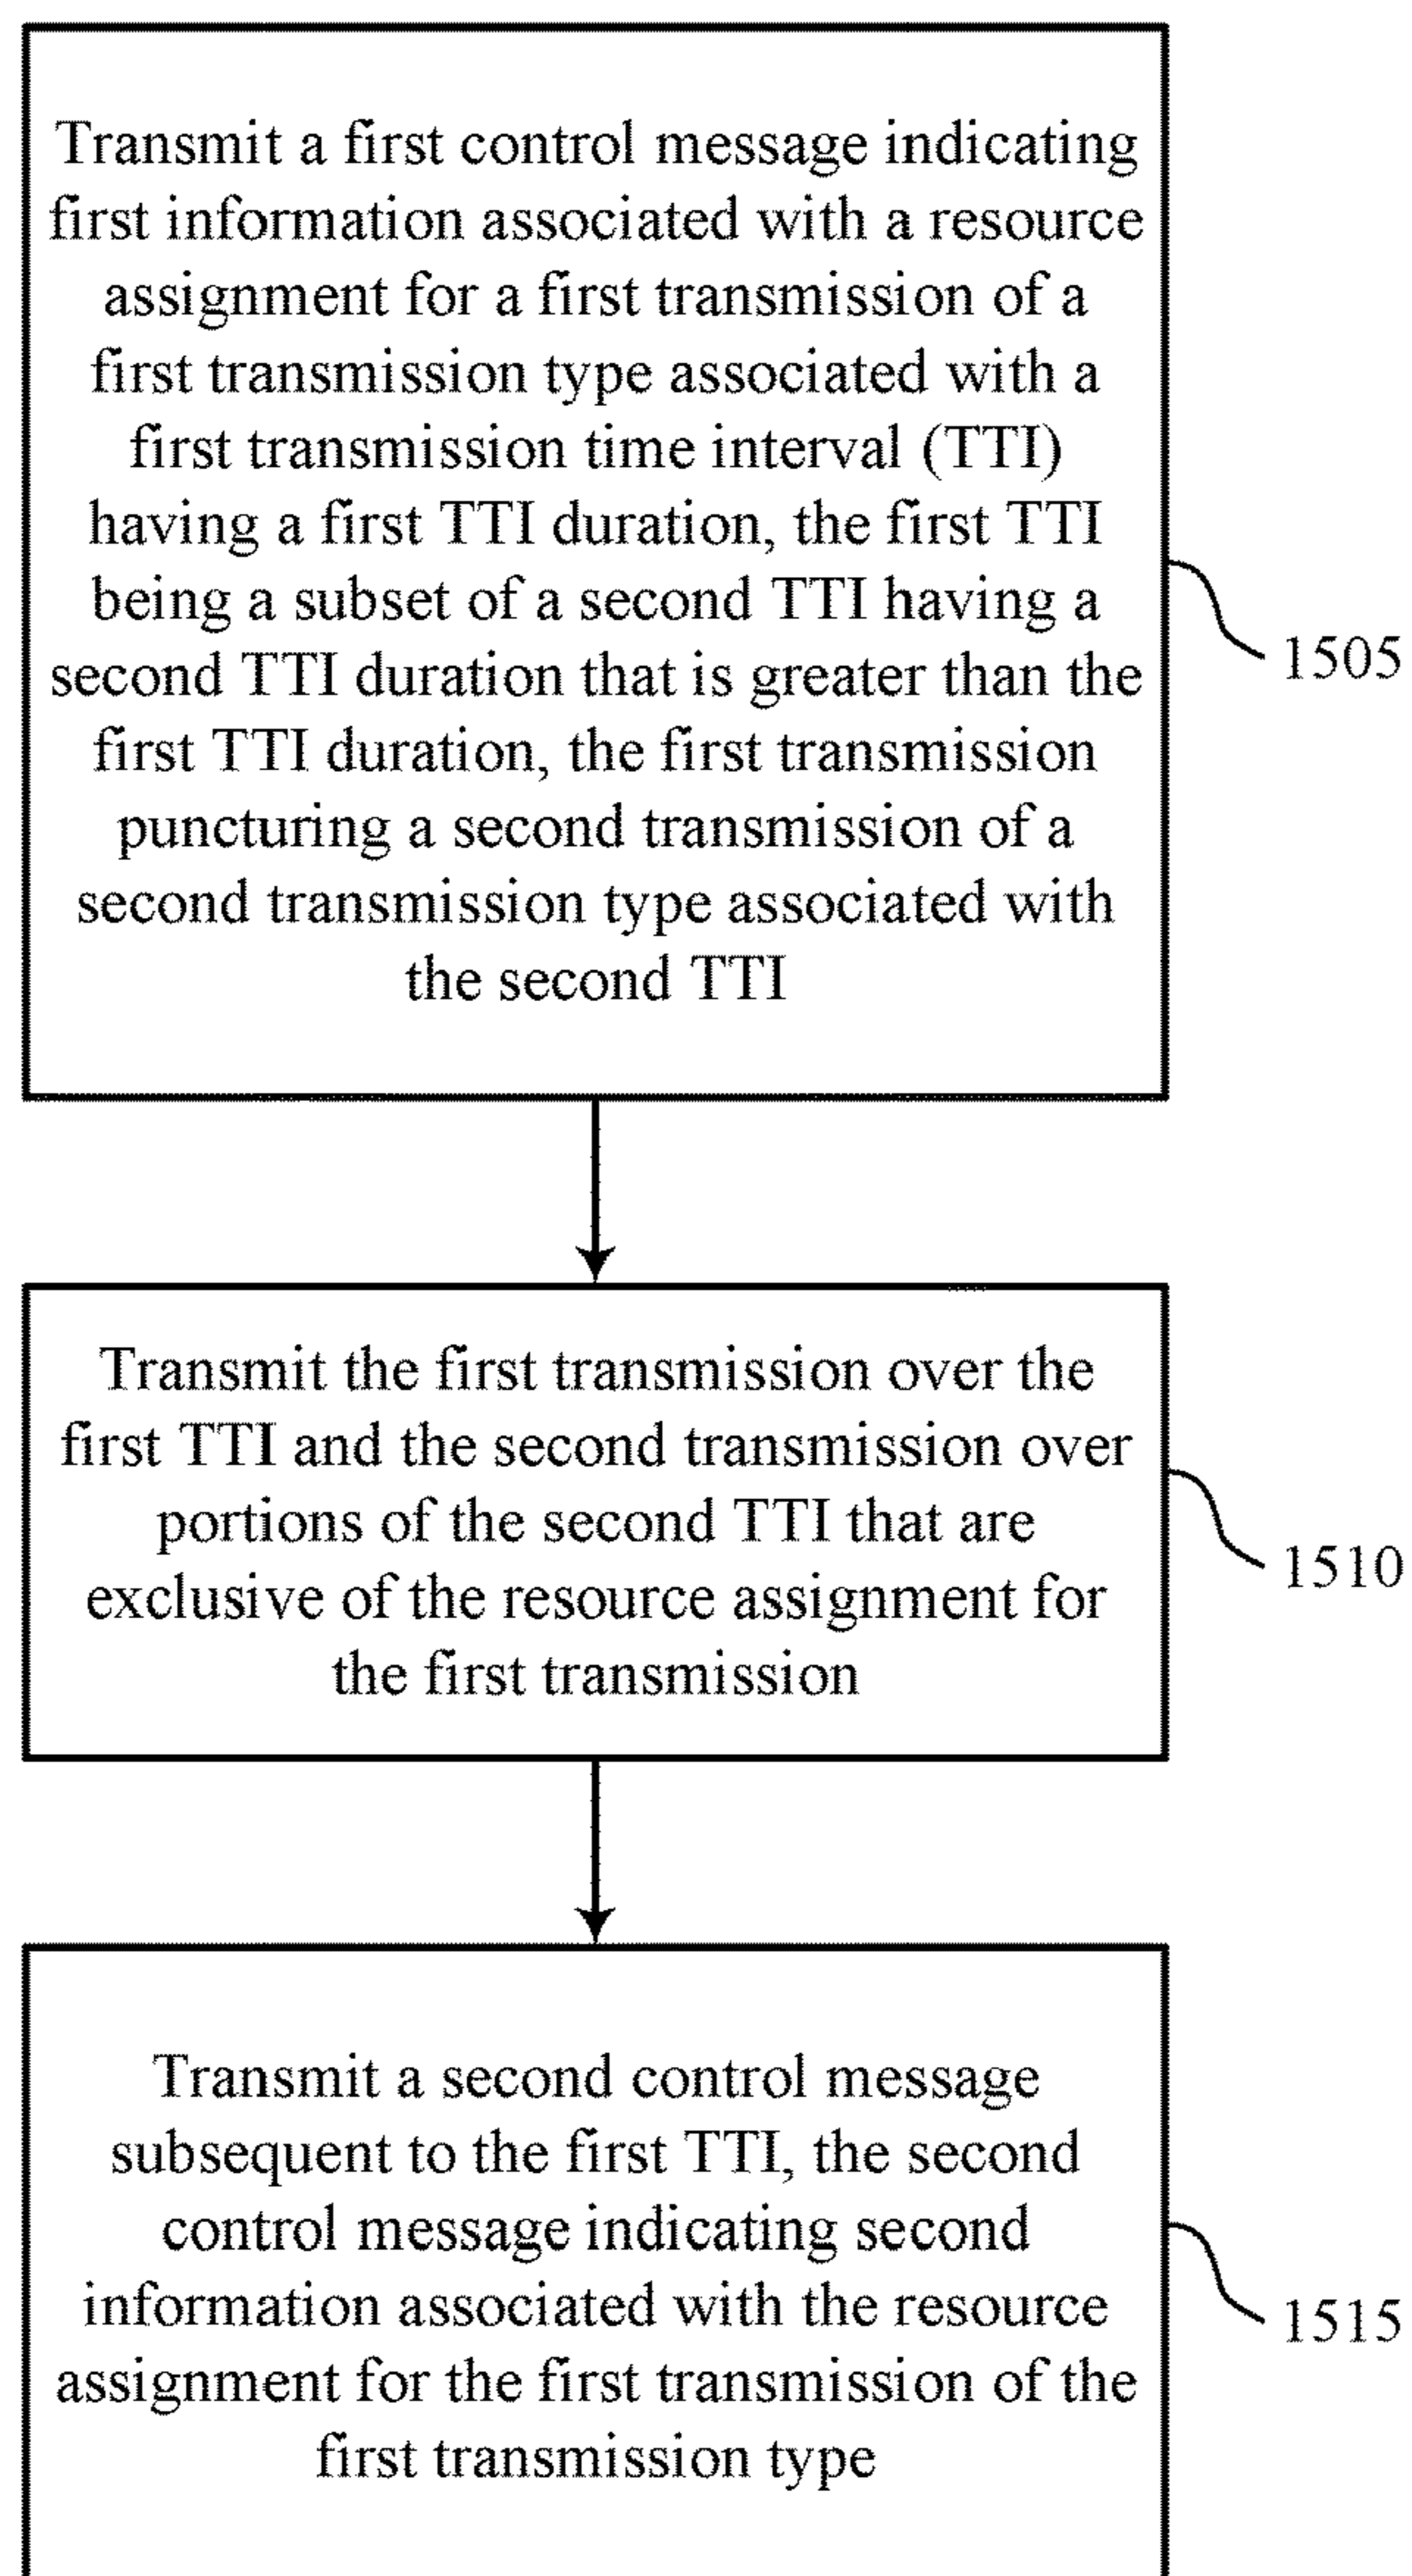 Transmit a first control message indicating
first information associated with a resource
assignment for a first transmission of a
first transmission type associated with a
first transmission time interval (TTI)
having a first TTI duration, the first TTI
being a subset of a second TTI having a
second TTI duration that is greater than the
first TTI duration, the first transmission
puncturing a second transmission of a
second transmission type associated with
the second TTI
1505
Transmit the first transmission over the
first TTI and the second transmission over
portions of the second TTI that are
exclusive of the resource assignment for
the first transmission
1510
Transmit a second control message
subsequent to the first TTI, the second
control message indicating second
information associated with the resource
assignment for the first transmission of the
first transmission type
1515